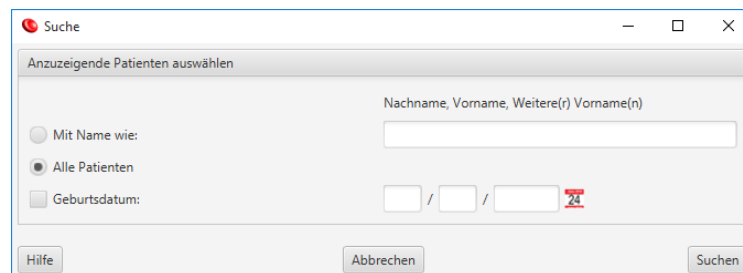 Suche
Anzuzeigende Patienten auswählen
Nachname, Vorname, Weitere(r) Vorname(n)
Mit Name wie:
Alle Patienten
Geburtsdatum: / / 24
Hilfe Abbrechen Suchen